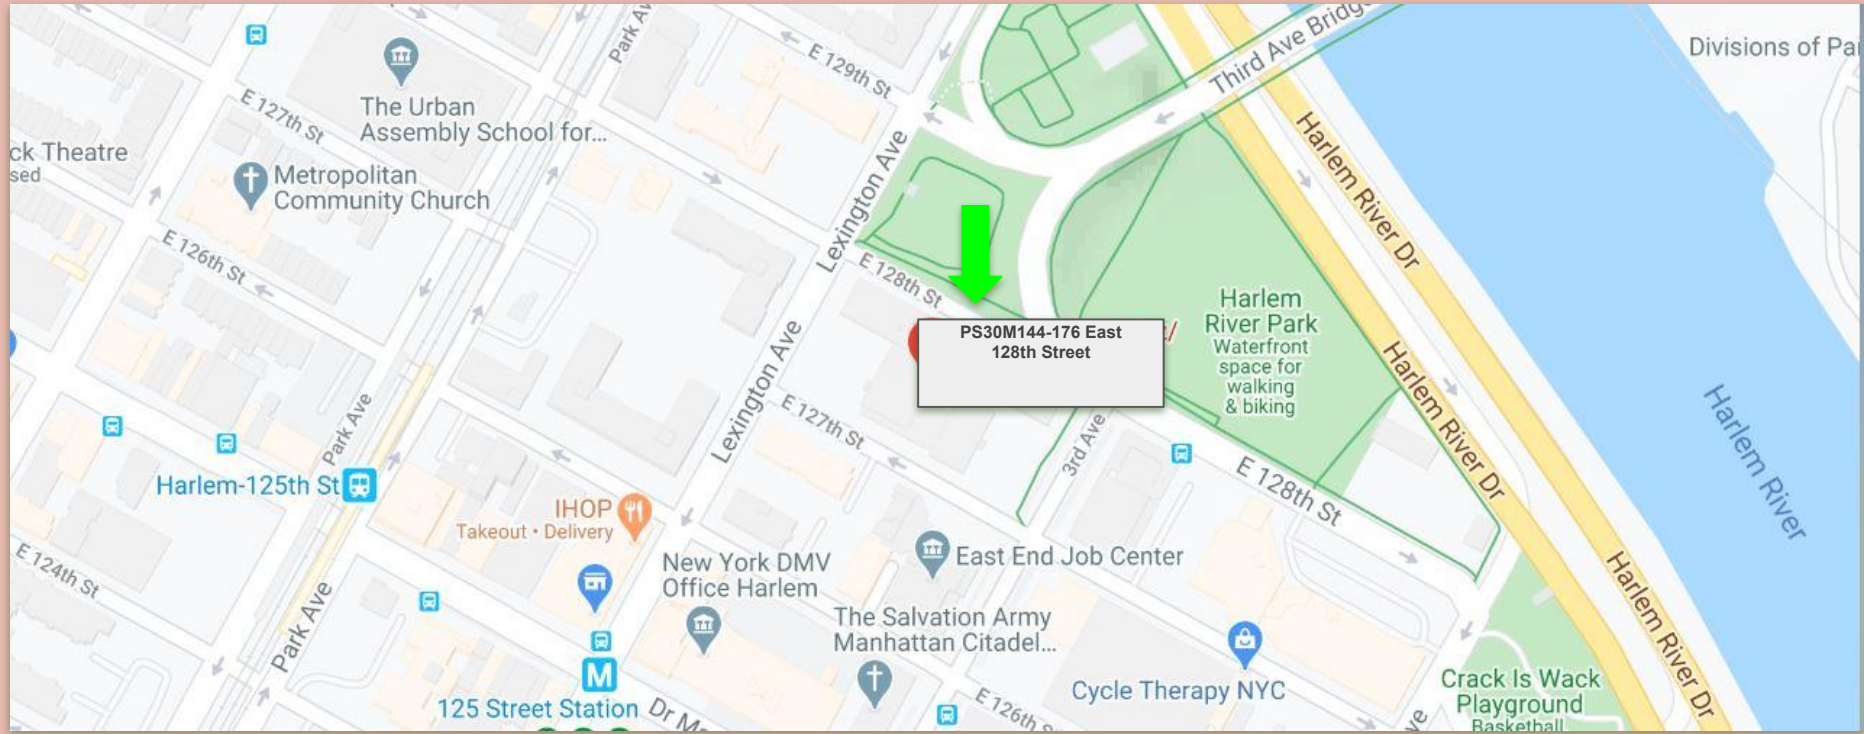 Park Av
E 129th St
Third Ave Bridge
Divisions of Pa
The Urban
Assembly School for...
E 127th St
ck Theatre
sed
Metropolitan
Community Church
Lexington Ave
Harlem River Dr
E 126th St
E 128th St
PS30M144-176 East
128th Street
Harlem
River Park
Waterfront
space for
walking
& biking
Lexington Ave
Harlem River Dr
Harlem River
Park Ave
E 127th St
3rd Ave
E 128th St
Harlem-125th St
IHOP
Takeout • Delivery
E 124th St
New York DMV
Office Harlem
East End Job Center
Harlem River Dr
Park Ave
The Salvation Army
Manhattan Citadel...
M
125 Street Station
Dr M
E 126th S
Cycle Therapy NYC
Crack Is Wack
Playground
Basketball
ve